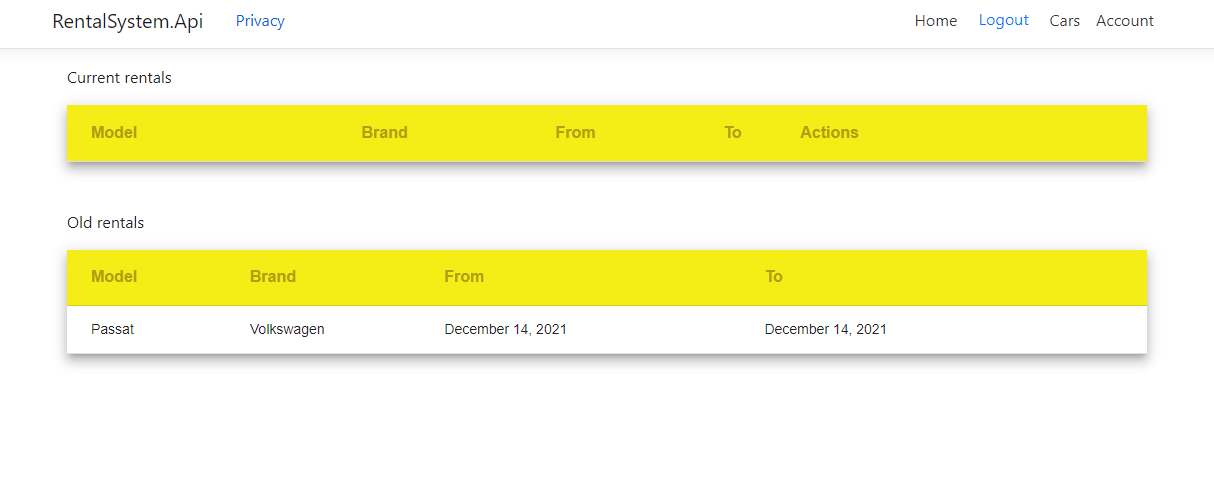 RentalSystem.Api Privacy Home Logout Cars Account
Current rentals
Model Brand From To Actions
Old rentals
Model Brand From To
Passat Volkswagen December 14, 2021 December 14, 2021